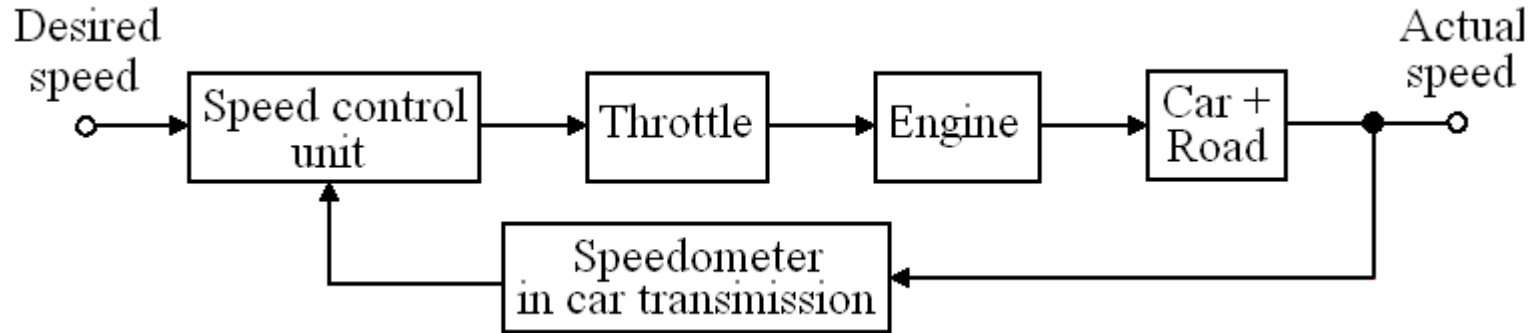 Desired
speed
Speed control
unit
Throttle
Engine
Car +
Road
Actual
speed
Speedometer
in car transmission